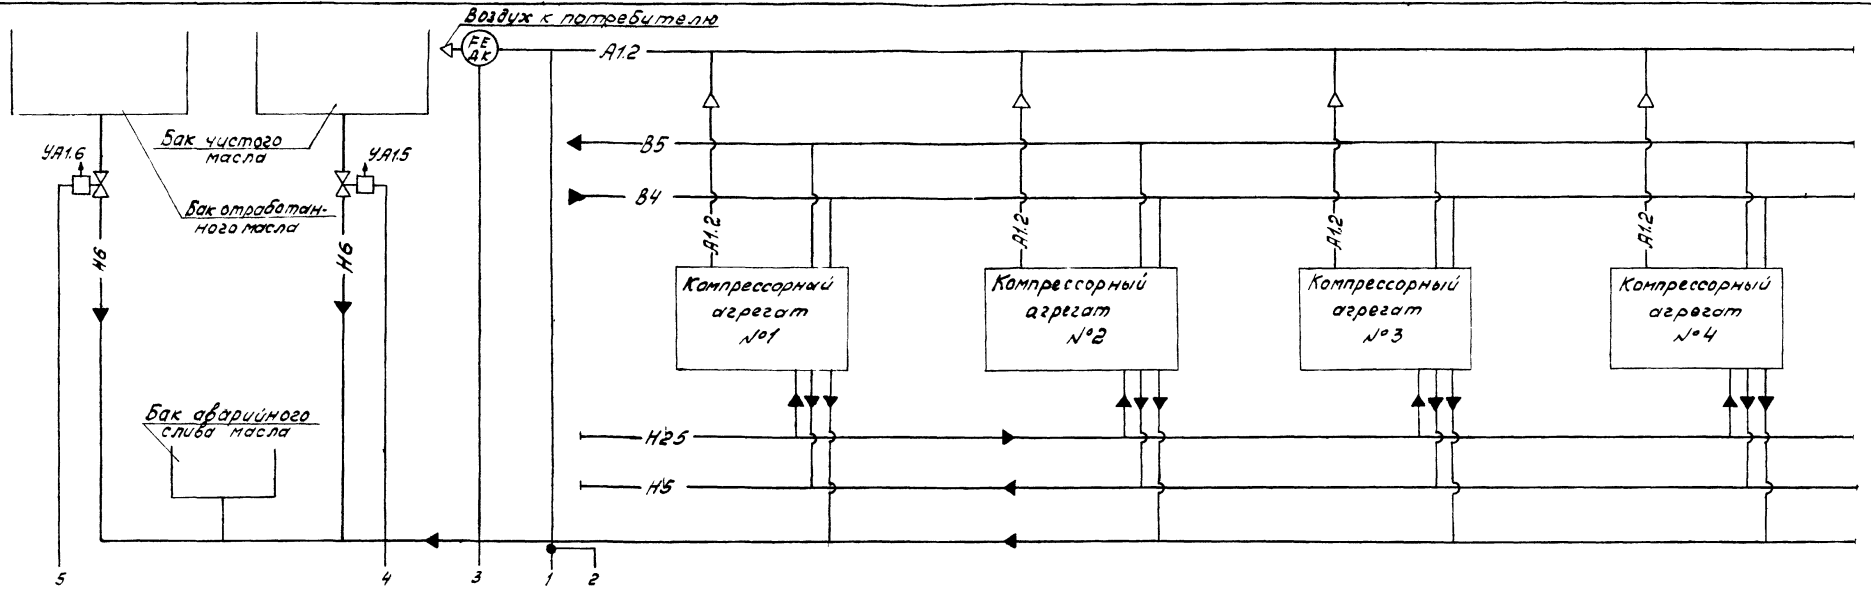 Воздух к потребителю
FE
ДК
А1.2
Бак чистого
масла
УА1.6
УА1.5
Бак отработан-
ного масла
Н6
Н6
В5
В4
А1.2
А1.2
А1.2
А1.2
Компрессорный
агрегат
№1
Компрессорный
агрегат
№2
Компрессорный
агрегат
№3
Компрессорный
агрегат
№4
Бак аварийного
слива масла
Н25
Н5
5
4
3
1
2